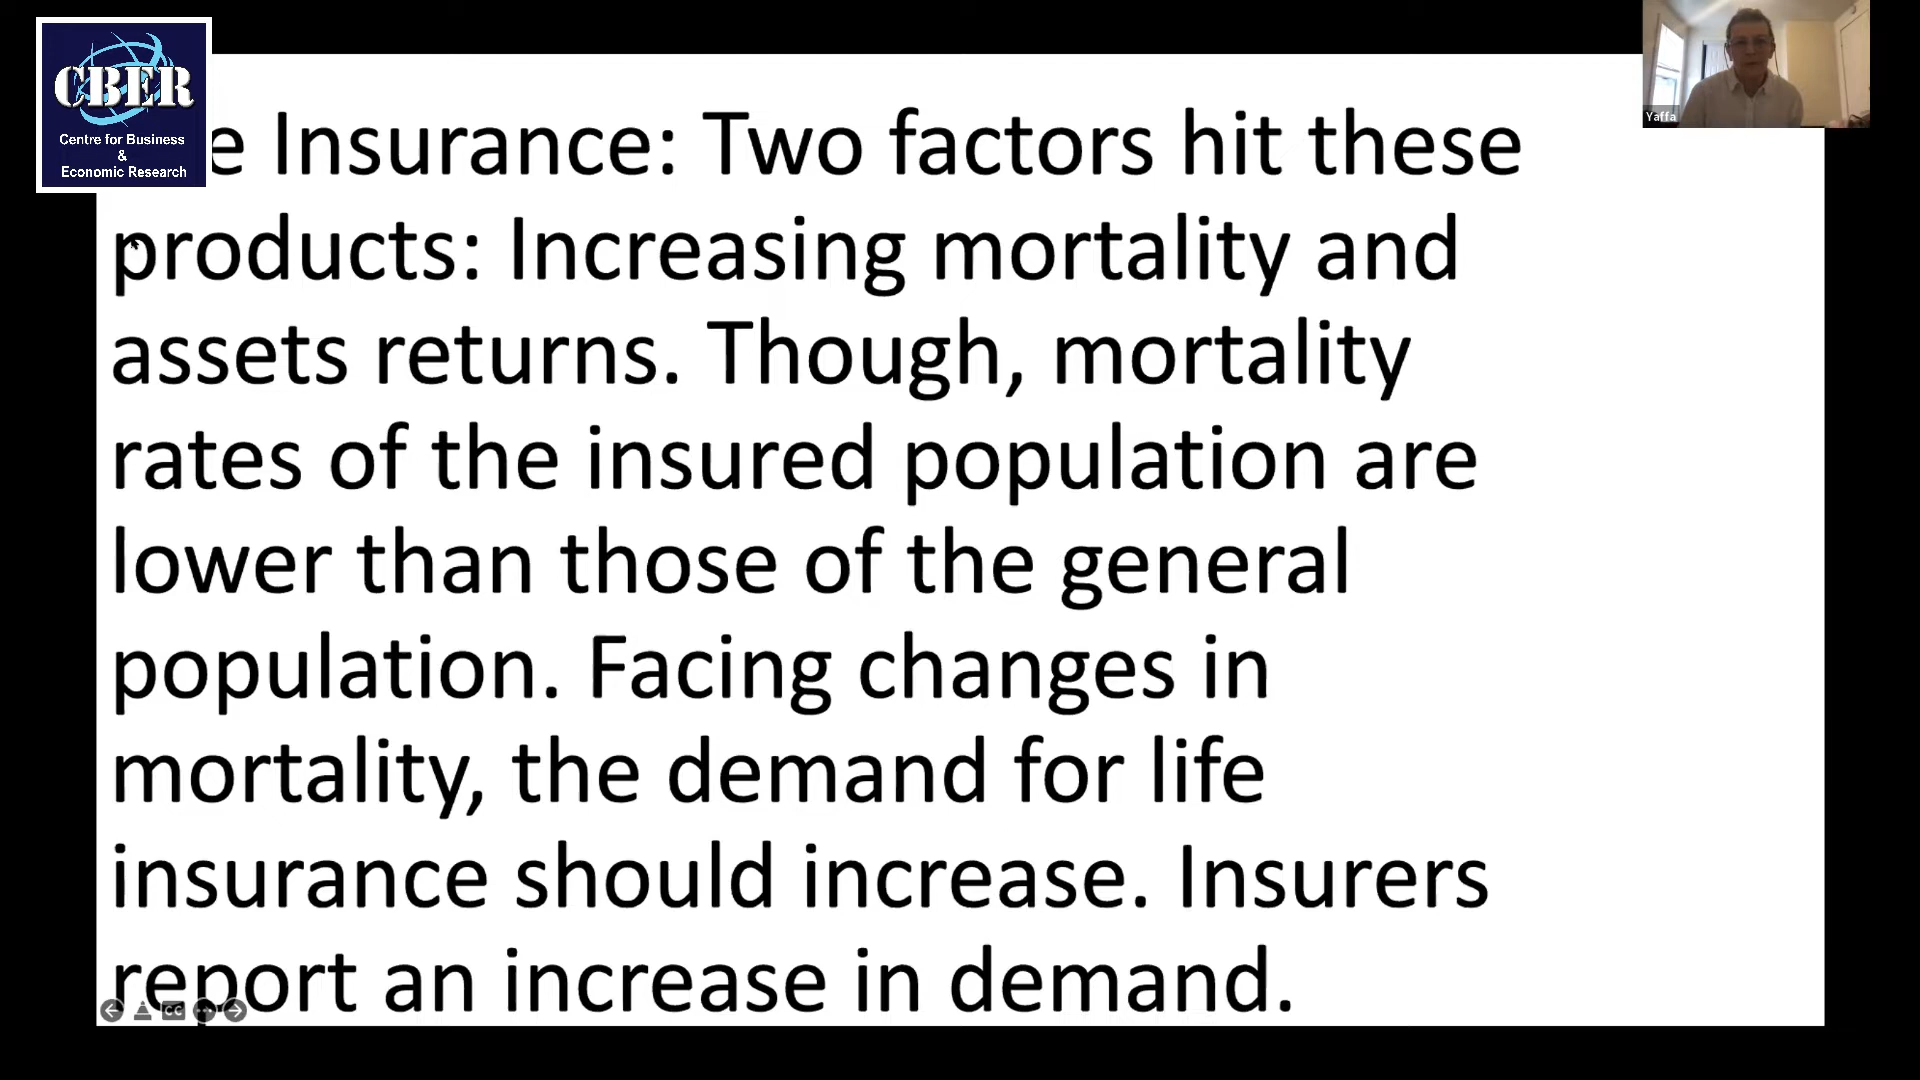 CBER
Centre for Business
&
Economic Research
e Insurance: Two factors hit these
products: Increasing mortality and
assets returns. Though, mortality
rates of the insured population are
lower than those of the general
population. Facing changes in
mortality, the demand for life
insurance should increase. Insurers
report an increase in demand.
Yaffa
CC